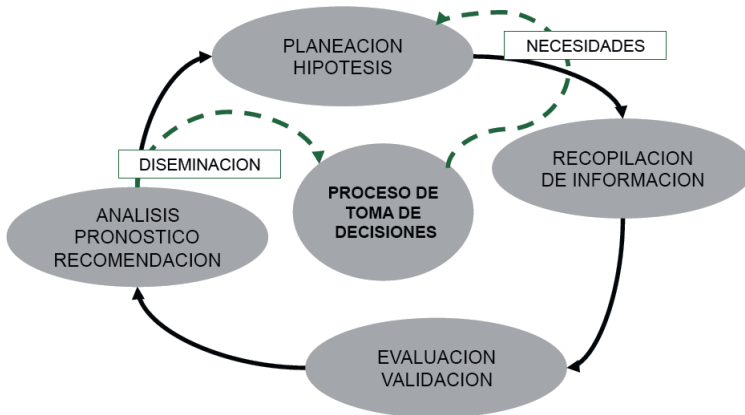 PLANEACION
HIPOTESIS
NECESIDADES
RECOPILACION
DE INFORMACION
DISEMINACION
PROCESO DE
TOMA DE
DECISIONES
ANALISIS
PRONOSTICO
RECOMENDACION
EVALUACION
VALIDACION